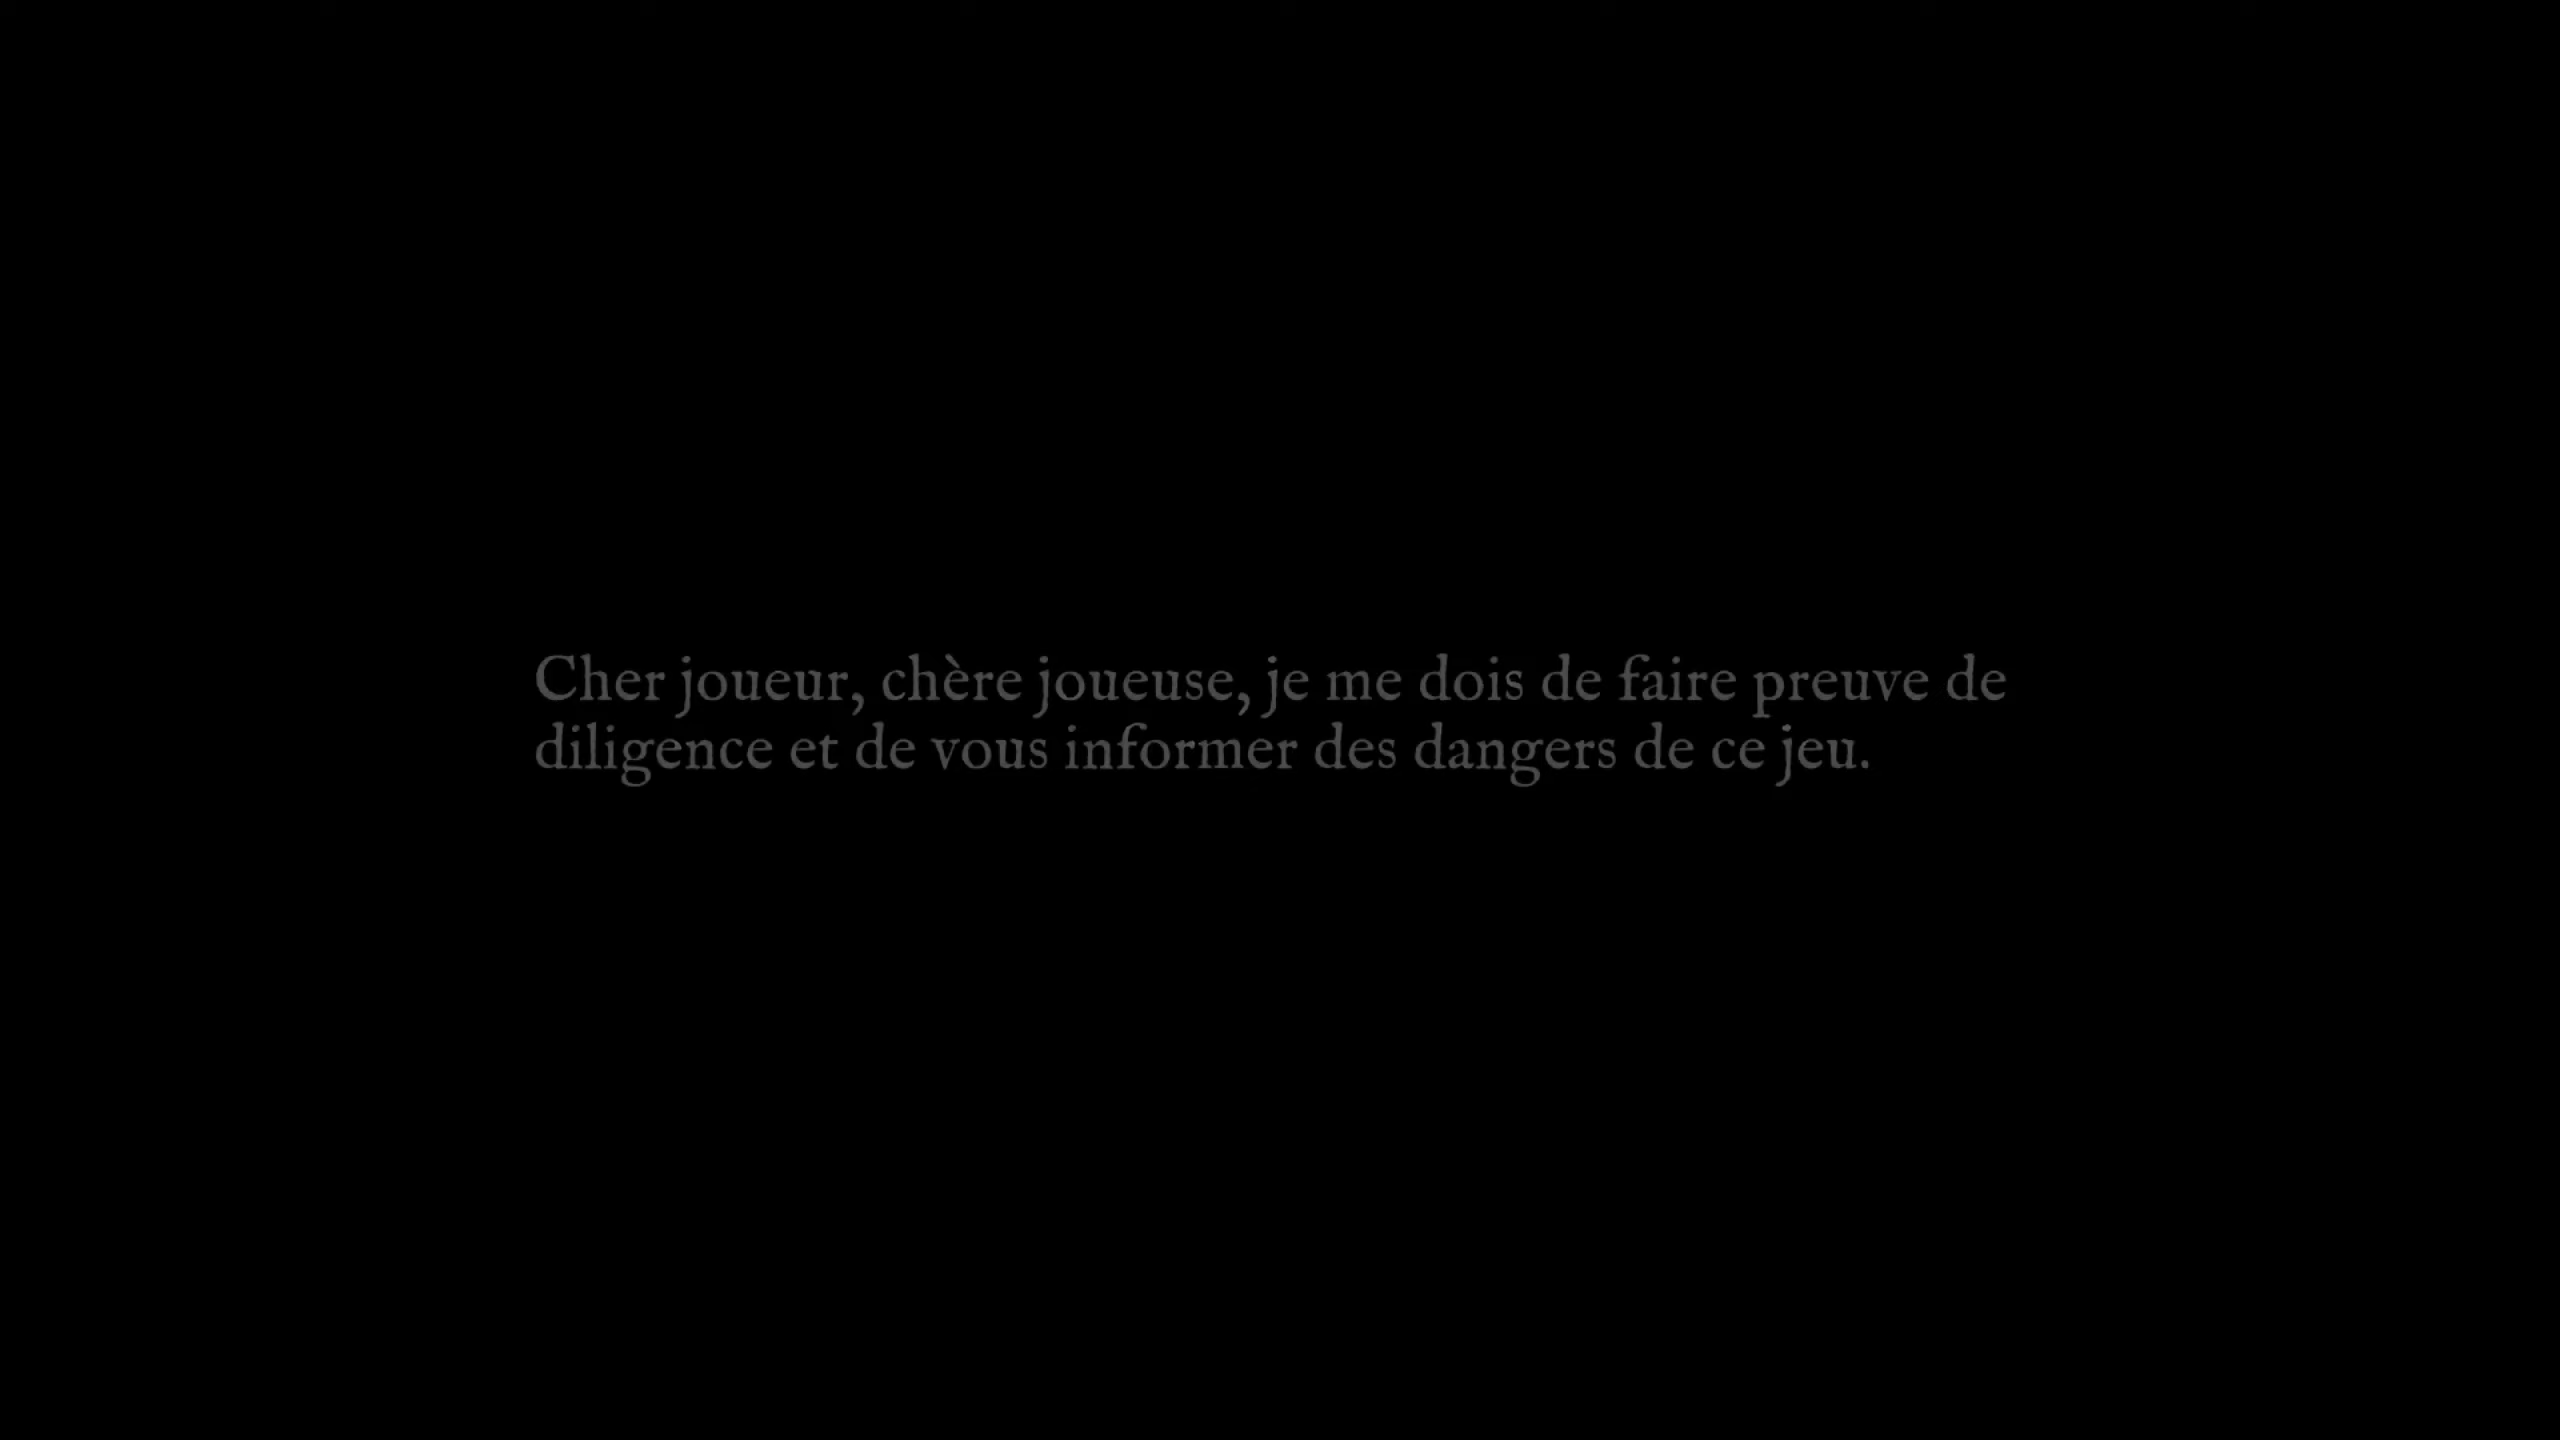 Cher joueur, chère joueuse, je me dois de faire preuve de
diligence et de vous informer des dangers de ce jeu.